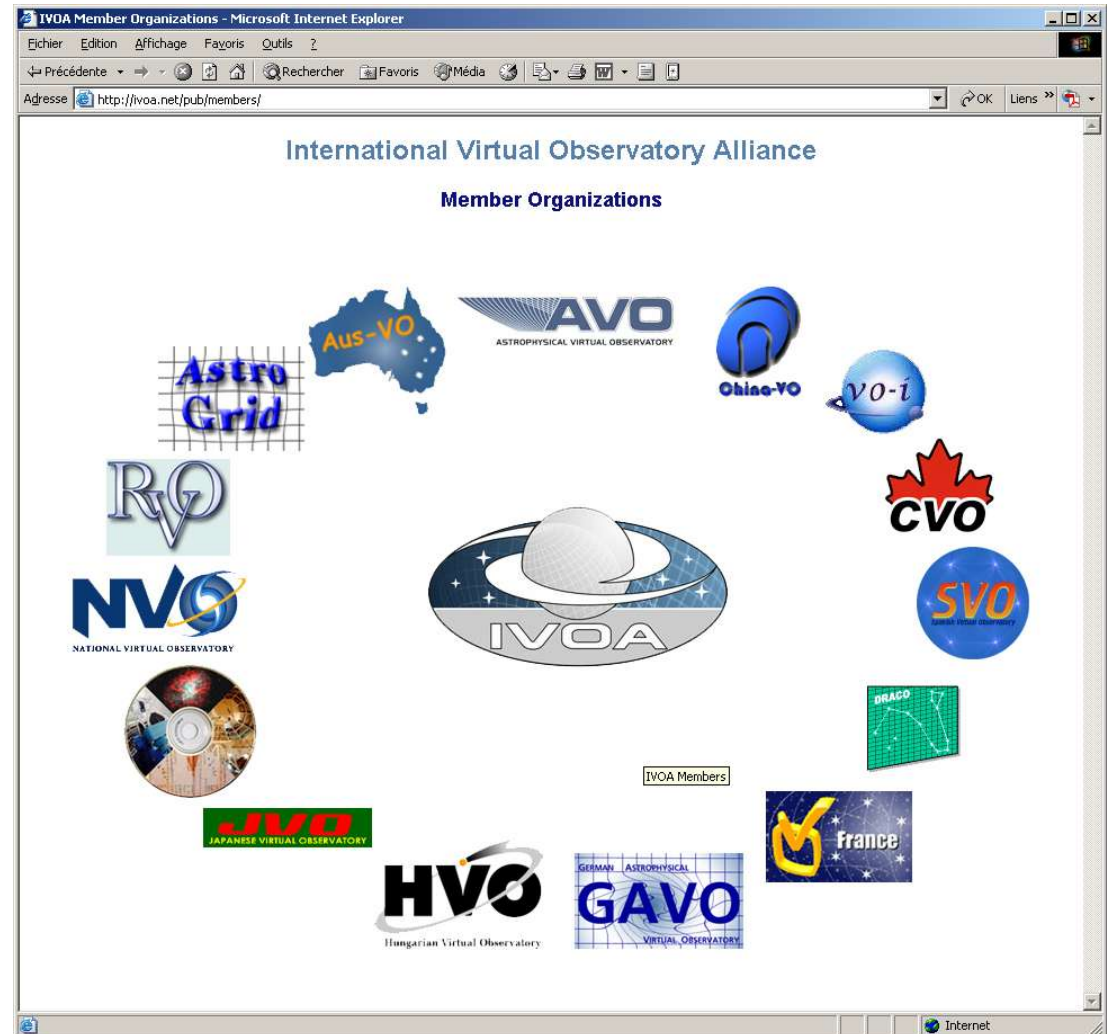 IVOA Member Organizations - Microsoft Internet Explorer
Fichier Edition Affichage Favoris Outils ?
Précédente Rechercher Favoris Média
Adresse http://ivoa.net/pub/members/ OK Liens »
International Virtual Observatory Alliance
Member Organizations
Aus-VO
AVO
ASTROPHYSICAL VIRTUAL OBSERVATORY
China-VO
Astro
Grid
vo-i
RVO
CVO
IVOA
SVO
Spanish Virtual Observatory
NVO
NATIONAL VIRTUAL OBSERVATORY
DRACO
IVOA Members
JVO
JAPANESE VIRTUAL OBSERVATORY
France
HVO
Hungarian Virtual Observatory
GERMAN ASTROPHYSICAL
GAVO
VIRTUAL OBSERVATORY
Internet